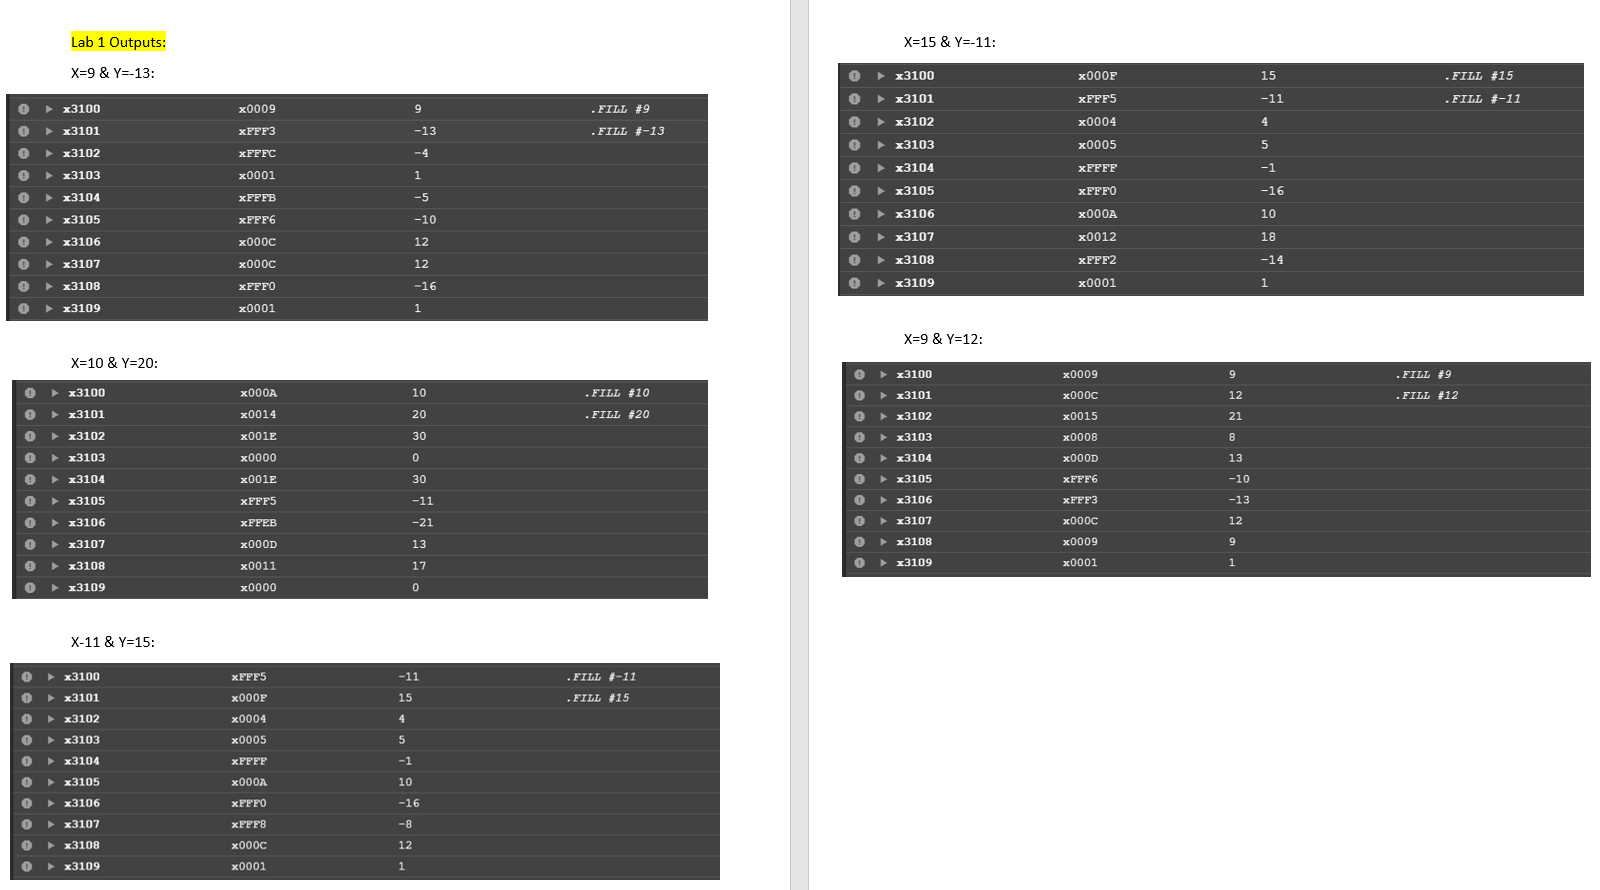 Lab 1 Outputs:
X=9 & Y=-13:
x3100 x0009 9 .FILL #9
x3101 xFFF3 -13 .FILL #-13
x3102 xFFFC -4
x3103 x0001 1
x3104 xFFFB -5
x3105 xFFF6 -10
x3106 x000C 12
x3107 x000C 12
x3108 xFFF0 -16
x3109 x0001 1
X=10 & Y=20:
x3100 x000A 10 .FILL #10
x3101 x0014 20 .FILL #20
x3102 x001E 30
x3103 x0000 0
x3104 x001E 30
x3105 xFFF5 -11
x3106 xFFEB -21
x3107 x000D 13
x3108 x0011 17
x3109 x0000 0
X-11 & Y=15:
x3100 xFFF5 -11 .FILL #-11
x3101 x000F 15 .FILL #15
x3102 x0004 4
x3103 x0005 5
x3104 xFFFF -1
x3105 x000A 10
x3106 xFFF0 -16
x3107 xFFF8 -8
x3108 x000C 12
x3109 x0001 1
X=15 & Y=-11:
x3100 x000F 15 .FILL #15
x3101 xFFF5 -11 .FILL #-11
x3102 x0004 4
x3103 x0005 5
x3104 xFFFF -1
x3105 xFFF0 -16
x3106 x000A 10
x3107 x0012 18
x3108 xFFF2 -14
x3109 x0001 1
X=9 & Y=12:
x3100 x0009 9 .FILL #9
x3101 x000C 12 .FILL #12
x3102 x0015 21
x3103 x0008 8
x3104 x000D 13
x3105 xFFF6 -10
x3106 xFFF3 -13
x3107 x000C 12
x3108 x0009 9
x3109 x0001 1